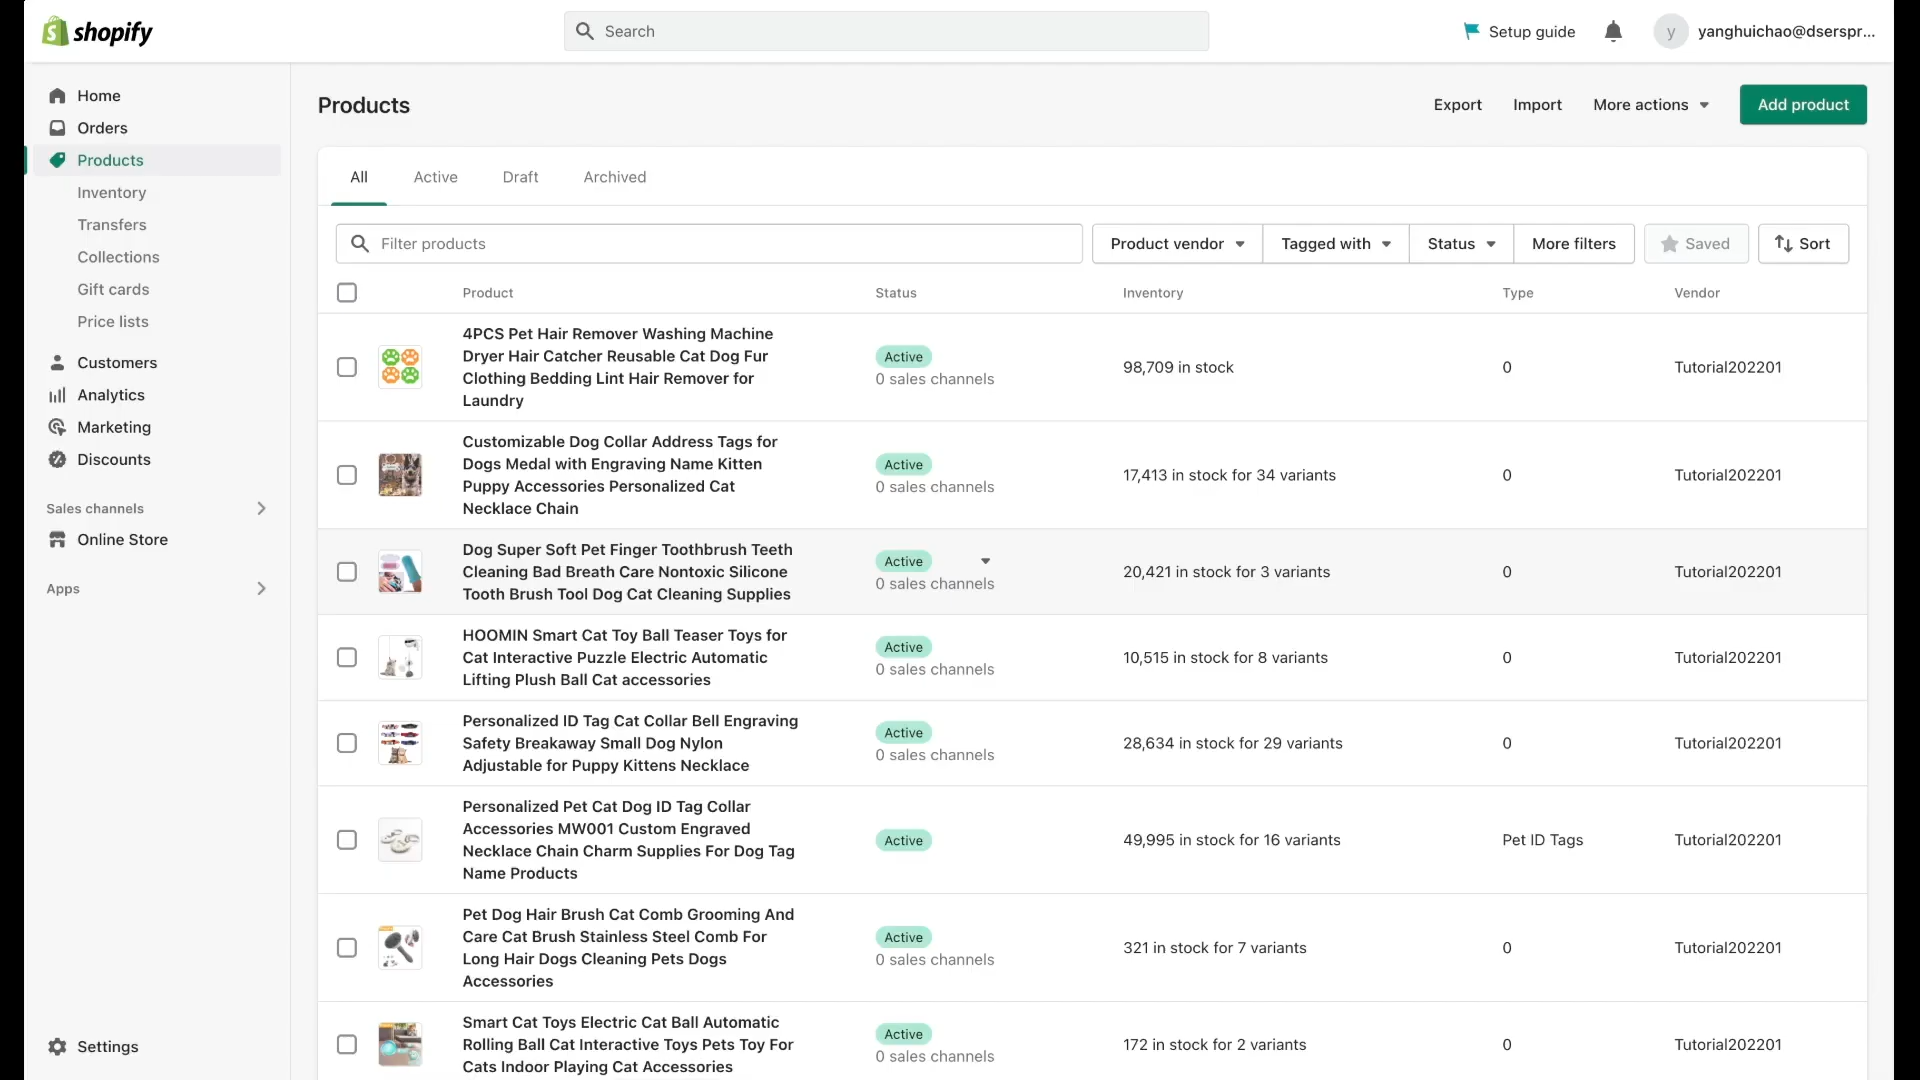 shopify
Search
Setup guide
y
yanghuichao@dserspr...
Home
Orders
Products
Inventory
Transfers
Collections
Gift cards
Price lists
Customers
Analytics
Marketing
Discounts
Sales channels
Online Store
Apps
Settings
Products
Export
Import
More actions
Add product
All
Active
Draft
Archived
Filter products
Product vendor
Tagged with
Status
More filters
Saved
Sort
Product
Status
Inventory
Type
Vendor
4PCS Pet Hair Remover Washing Machine
Dryer Hair Catcher Reusable Cat Dog Fur
Clothing Bedding Lint Hair Remover for
Laundry
Active
0 sales channels
98,709 in stock
0
Tutorial202201
Customizable Dog Collar Address Tags for
Dogs Medal with Engraving Name Kitten
Puppy Accessories Personalized Cat
Necklace Chain
Active
0 sales channels
17,413 in stock for 34 variants
0
Tutorial202201
Dog Super Soft Pet Finger Toothbrush Teeth
Cleaning Bad Breath Care Nontoxic Silicone
Tooth Brush Tool Dog Cat Cleaning Supplies
Active
0 sales channels
20,421 in stock for 3 variants
0
Tutorial202201
HOOMIN Smart Cat Toy Ball Teaser Toys for
Cat Interactive Puzzle Electric Automatic
Lifting Plush Ball Cat accessories
Active
0 sales channels
10,515 in stock for 8 variants
0
Tutorial202201
Personalized ID Tag Cat Collar Bell Engraving
Safety Breakaway Small Dog Nylon
Adjustable for Puppy Kittens Necklace
Active
0 sales channels
28,634 in stock for 29 variants
0
Tutorial202201
Personalized Pet Cat Dog ID Tag Collar
Accessories MW001 Custom Engraved
Necklace Chain Charm Supplies For Dog Tag
Name Products
Active
49,995 in stock for 16 variants
Pet ID Tags
Tutorial202201
Pet Dog Hair Brush Cat Comb Grooming And
Care Cat Brush Stainless Steel Comb For
Long Hair Dogs Cleaning Pets Dogs
Accessories
Active
0 sales channels
321 in stock for 7 variants
0
Tutorial202201
Smart Cat Toys Electric Cat Ball Automatic
Rolling Ball Cat Interactive Toys Pets Toy For
Cats Indoor Playing Cat Accessories
Active
0 sales channels
172 in stock for 2 variants
0
Tutorial202201